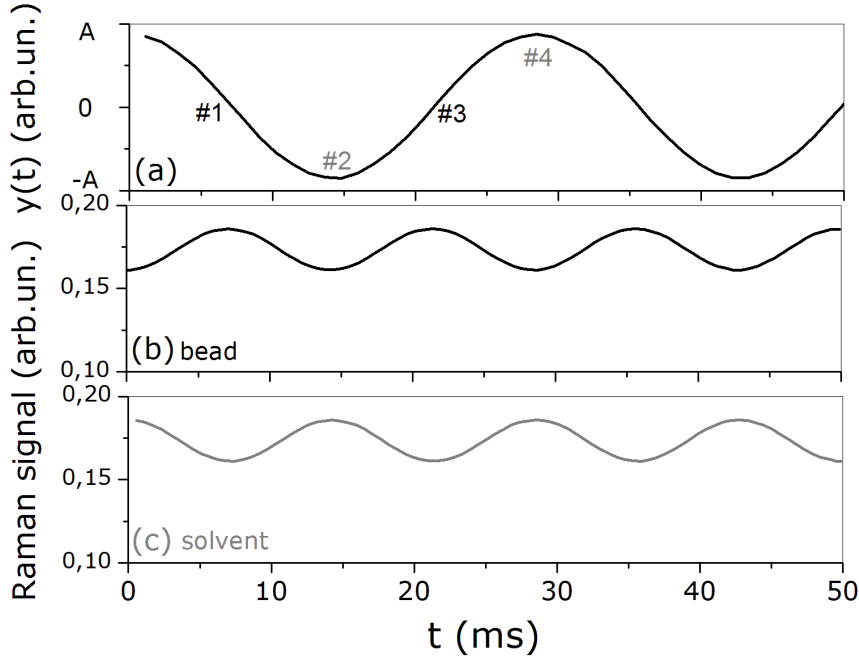 y(t) (arb.un.)
A
0
-A
#1
#2
#3
#4
(a)
Raman signal (arb.un.)
0,20
0,15
0,10
(b) bead
0,20
0,15
0,10
(c) solvent
0 10 20 30 40 50
t (ms)